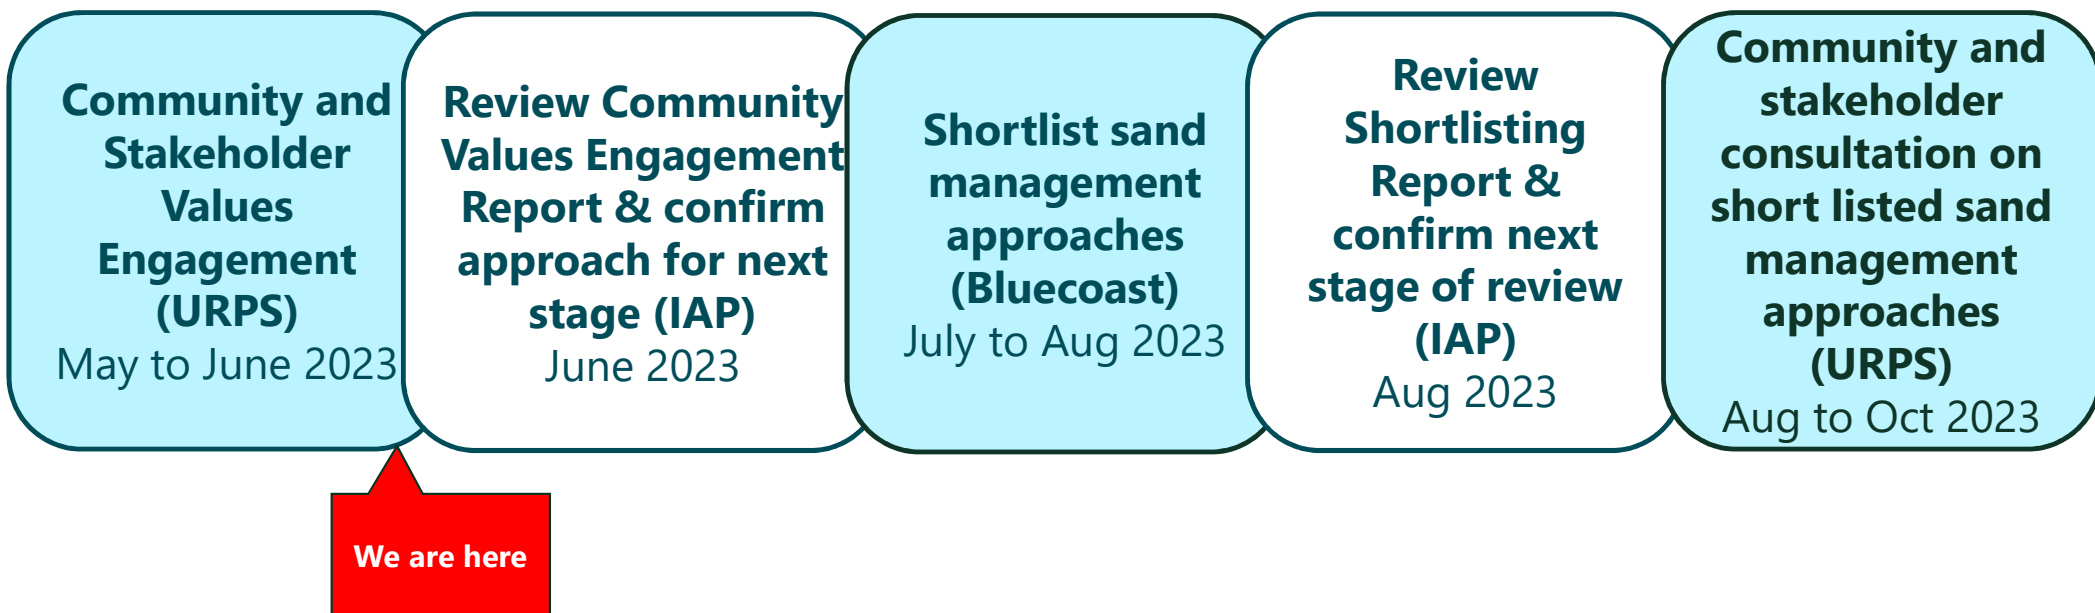 Community and
Stakeholder
Values
Engagement
(URPS)
May to June 2023
Review Community
Values Engagement
Report & confirm
approach for next
stage (IAP)
June 2023
Shortlist sand
management
approaches
(Bluecoast)
July to Aug 2023
Review
Shortlisting
Report &
confirm next
stage of review
(IAP)
Aug 2023
Community and
stakeholder
consultation on
short listed sand
management
approaches
(URPS)
Aug to Oct 2023
We are here